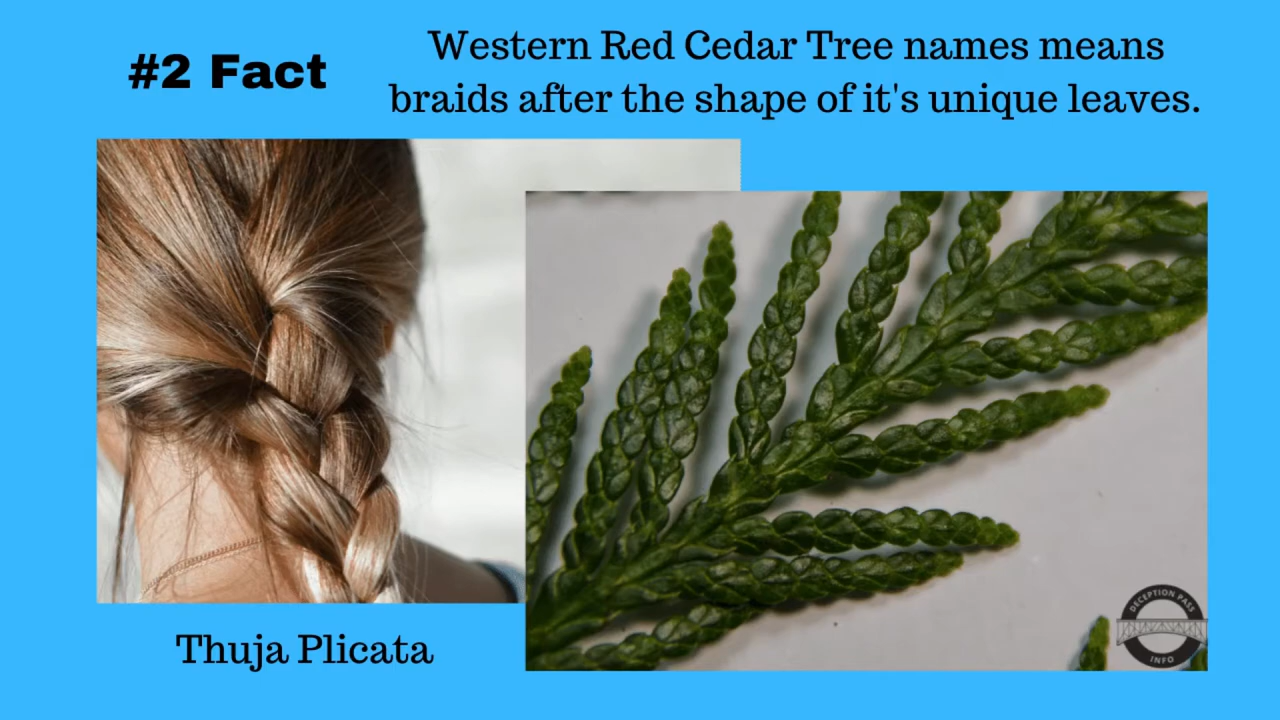 #2 Fact
Western Red Cedar Tree names means
braids after the shape of it's unique leaves.
Thuja Plicata
DECEPTION PASS
INFO